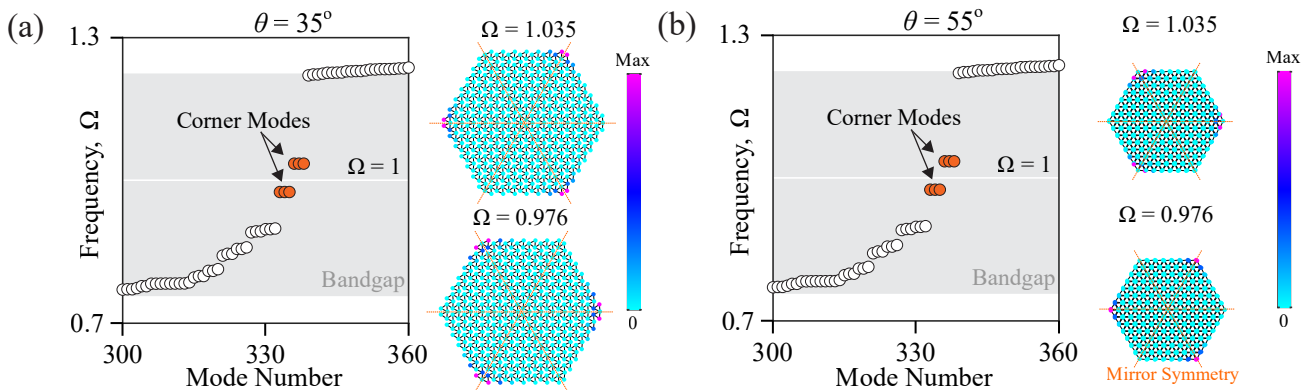 (a)
θ = 35°
1.3
0.7
Frequency, Ω
300
330
360
Mode Number
Corner Modes
Ω = 1
Bandgap
Ω = 1.035
Ω = 0.976
Max
0
(b)
θ = 55°
1.3
0.7
Frequency, Ω
300
330
360
Mode Number
Corner Modes
Ω = 1
Bandgap
Ω = 1.035
Ω = 0.976
Mirror Symmetry
Max
0